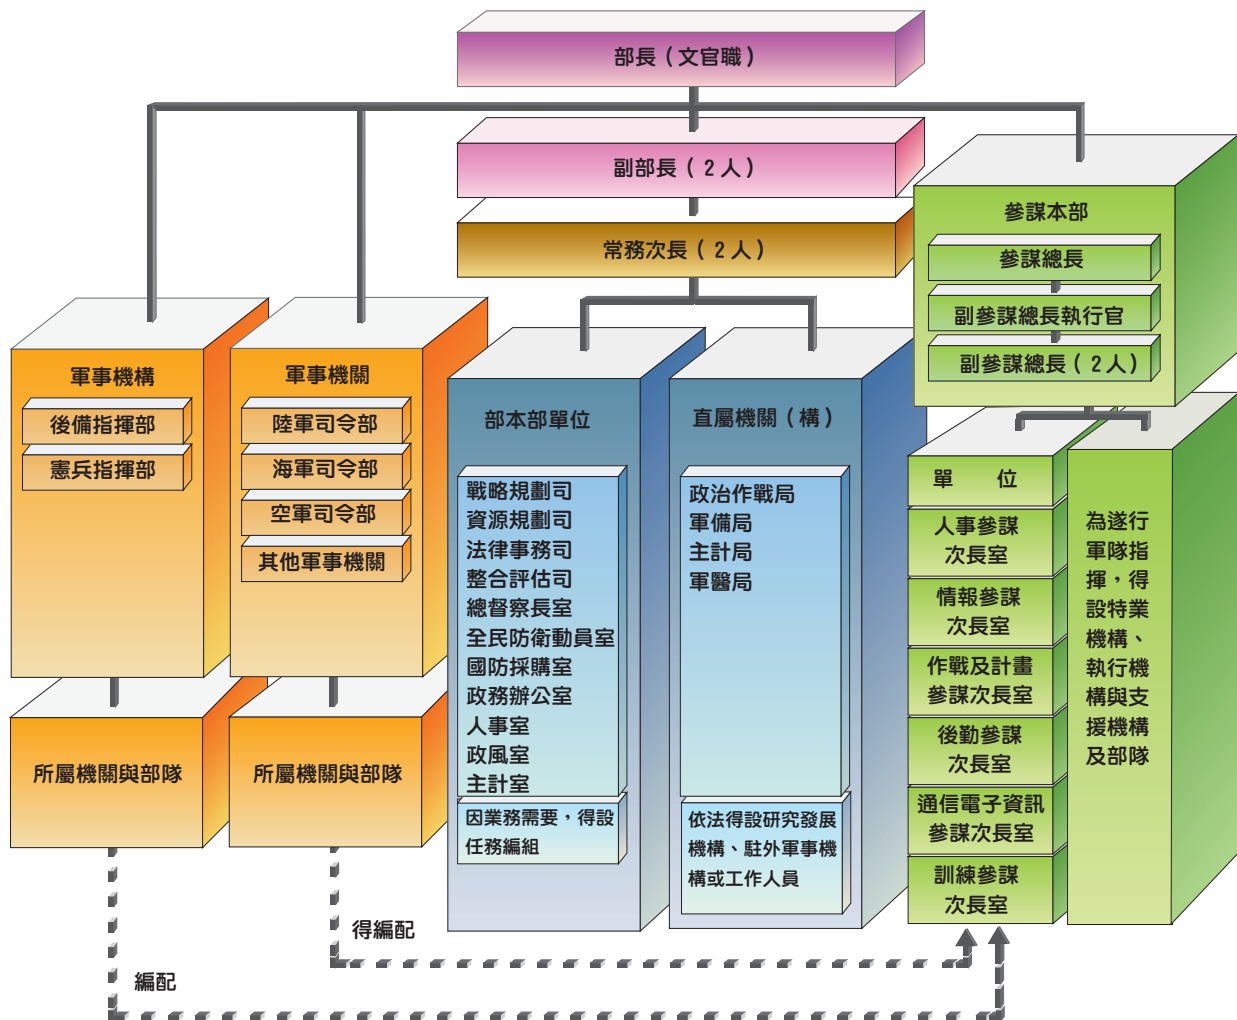 部長（文官職）
副部長（2人）
常務次長（2人）
參謀本部
參謀總長
副參謀總長執行官
副參謀總長（2人）
軍事機構
後備指揮部
憲兵指揮部
所屬機關與部隊
軍事機關
陸軍司令部
海軍司令部
空軍司令部
其他軍事機關
所屬機關與部隊
部本部單位
戰略規劃司
資源規劃司
法律事務司
整合評估司
總督察長室
全民防衛動員室
國防採購室
政務辦公室
人事室
政風室
主計室
因業務需要，得設
任務編組
直屬機關（構）
政治作戰局
軍備局
主計局
軍醫局
依法得設研究發展
機構、駐外軍事機
構或工作人員
單　位
人事參謀
次長室
情報參謀
次長室
作戰及計畫
參謀次長室
後勤參謀
次長室
通信電子資訊
參謀次長室
訓練參謀
次長室
為遂行
軍隊指
揮，得
設特業
機構、
執行機
構與支
援機構
及部隊
得編配
編配